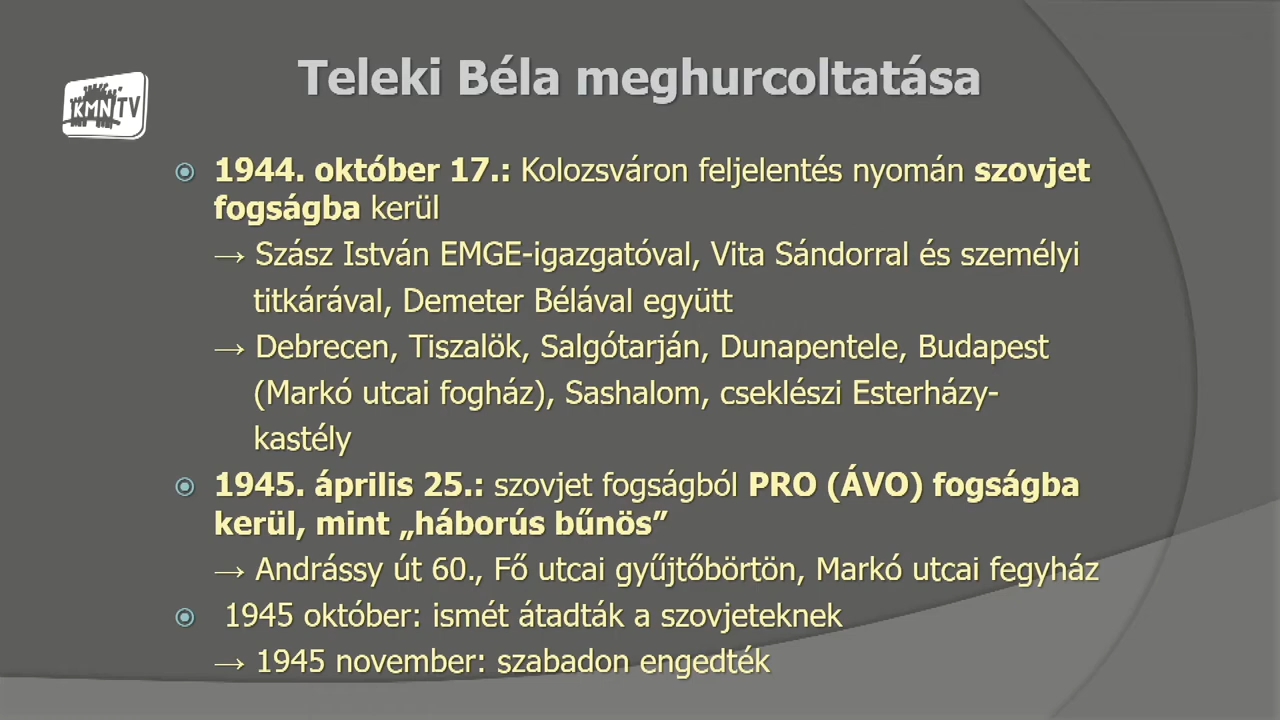 Teleki Béla meghurcoltatása
KMN TV
1944. október 17.: Kolozsváron feljelentés nyomán szovjet
fogságba kerül
→ Szász István EMGE-igazgatóval, Vita Sándorral és személyi
titkárával, Demeter Bélával együtt
→ Debrecen, Tiszalök, Salgótarján, Dunapentele, Budapest
(Markó utcai fogház), Sashalom, cseklészi Esterházy-
kastély
1945. április 25.: szovjet fogságból PRO (ÁVO) fogságba
kerül, mint „háborús bűnös”
→ Andrássy út 60., Fő utcai gyűjtőbörtön, Markó utcai fegyház
1945 október: ismét átadták a szovjeteknek
→ 1945 november: szabadon engedték